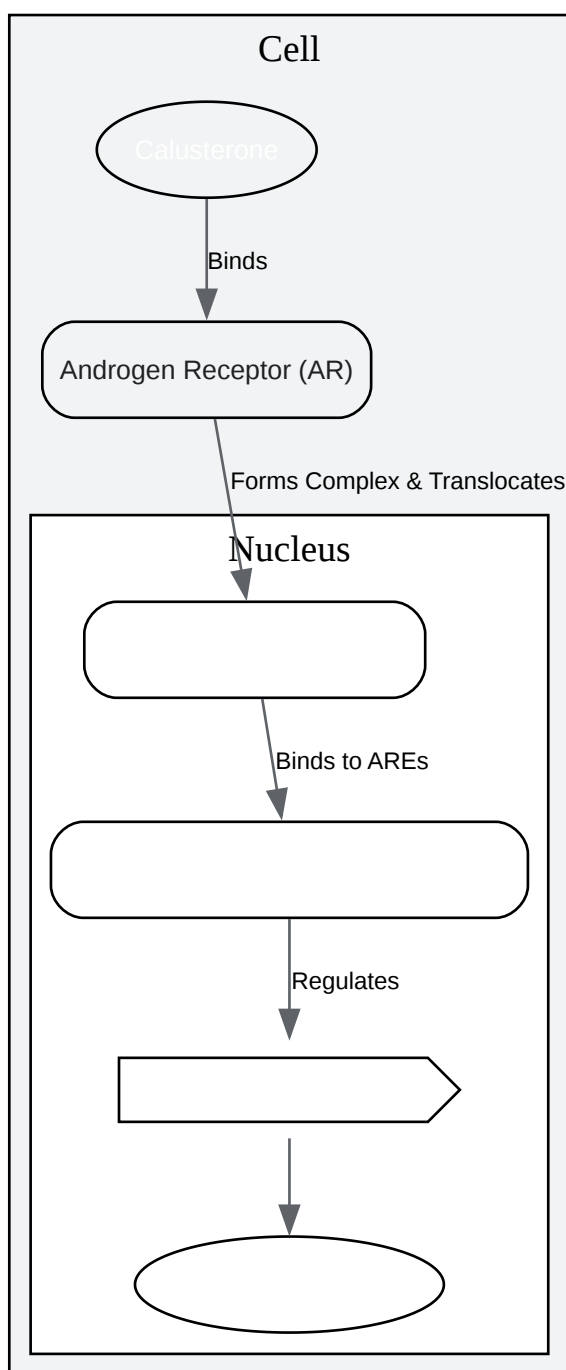 Cell
Calusterone
Binds
Androgen Receptor (AR)
Forms Complex & Translocates
Nucleus
Binds to AREs
Regulates